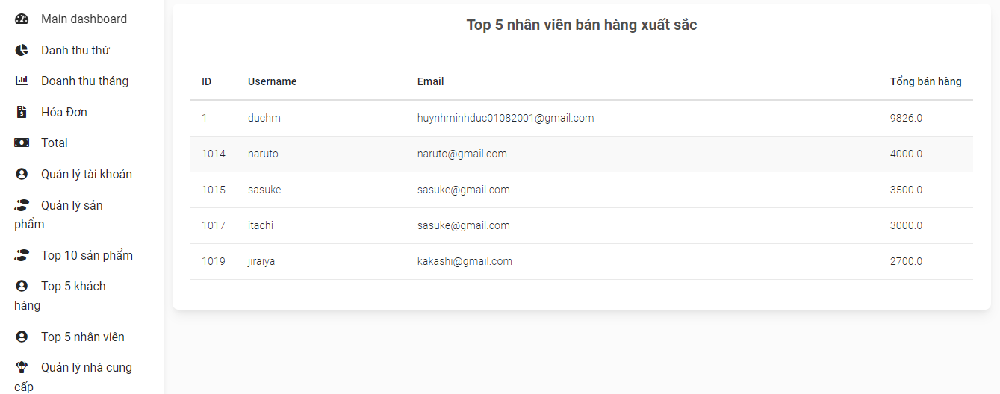 Main dashboard
Danh thu thứ
Doanh thu tháng
Hóa Đơn
Total
Quản lý tài khoản
Quản lý sản
phẩm
Top 10 sản phẩm
Top 5 khách
hàng
Top 5 nhân viên
Quản lý nhà cung
cấp
Top 5 nhân viên bán hàng xuất sắc
ID Username Email Tổng bán hàng
1 duchm huynhminhduc01082001@gmail.com 9826.0
1014 naruto naruto@gmail.com 4000.0
1015 sasuke sasuke@gmail.com 3500.0
1017 itachi sasuke@gmail.com 3000.0
1019 jiraiya kakashi@gmail.com 2700.0